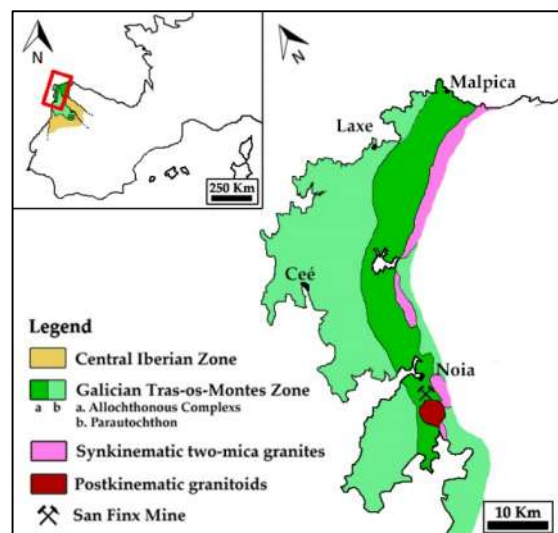 N
250 Km
N
Malpica
Laxe
Ceé
Noia
Legend
Central Iberian Zone
Galician Tras-os-Montes Zone
a b a. Allochthonous Complexs
b. Parautochthon
Synkinematic two-mica granites
Postkinematic granitoids
San Finx Mine
10 Km